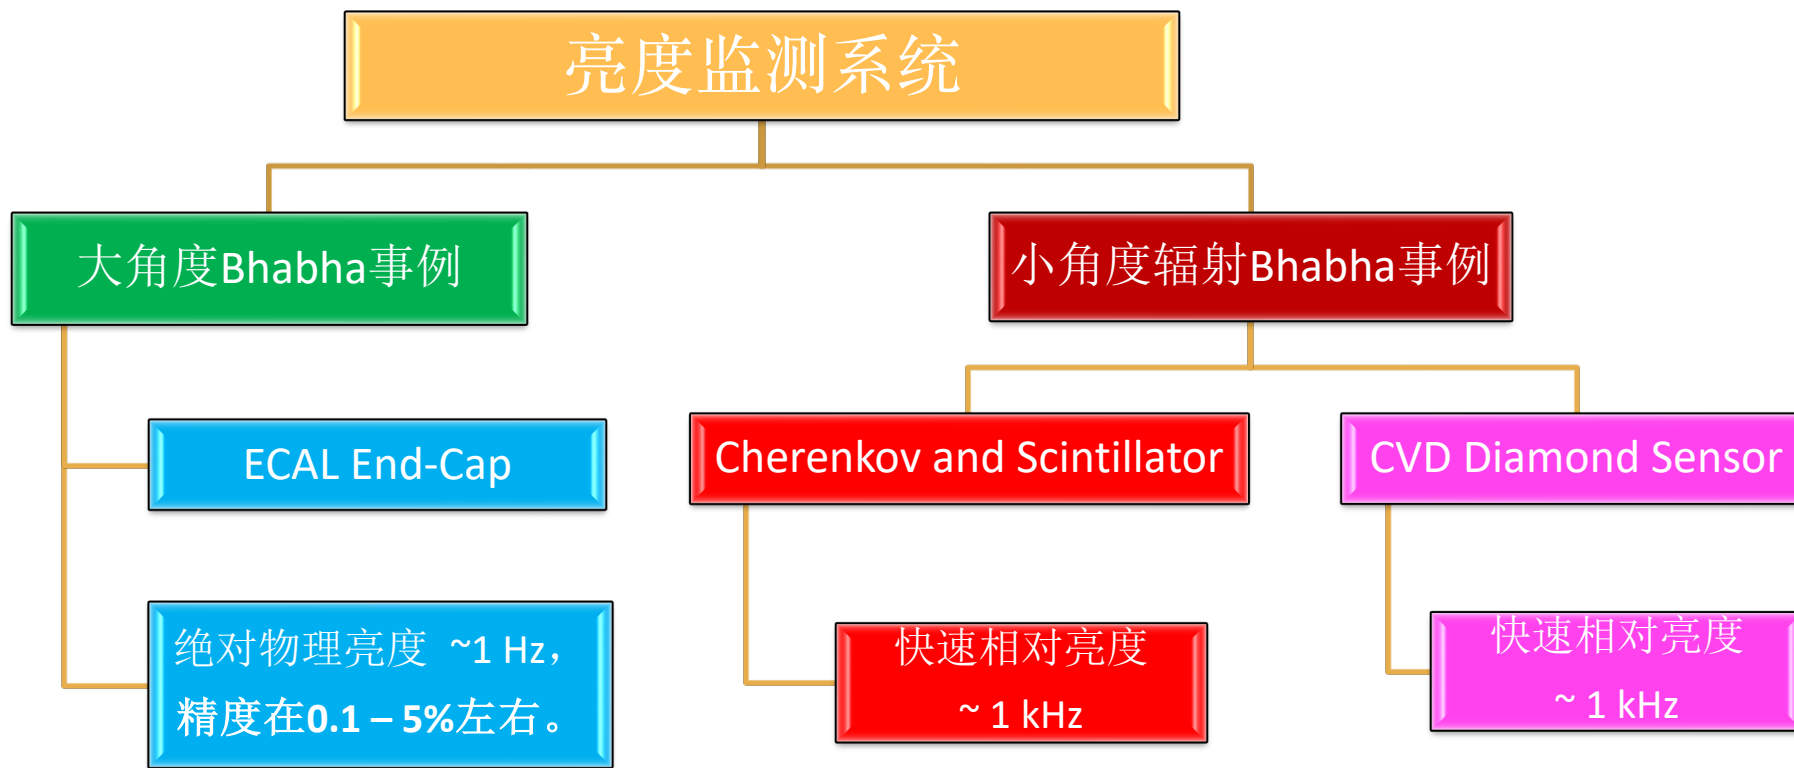 亮度监测系统
大角度Bhabha事例
小角度辐射Bhabha事例
ECAL End-Cap
Cherenkov and Scintillator
CVD Diamond Sensor
绝对物理亮度 ~1 Hz，
精度在0.1 – 5%左右。
快速相对亮度
~ 1 kHz
快速相对亮度
~ 1 kHz